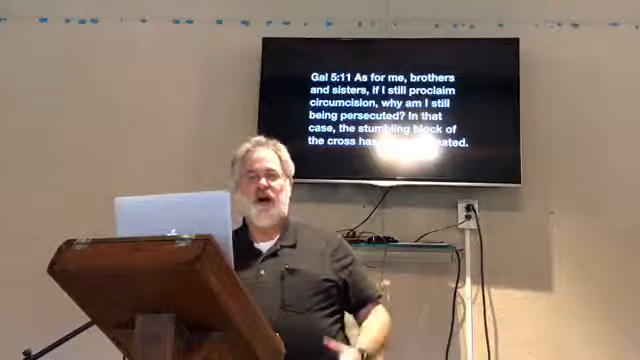 Gal 5:11 As for me, brothers
and sisters, if I still proclaim
circumcision, why am I still
being persecuted? In that
case, the stumbling block of
the cross has